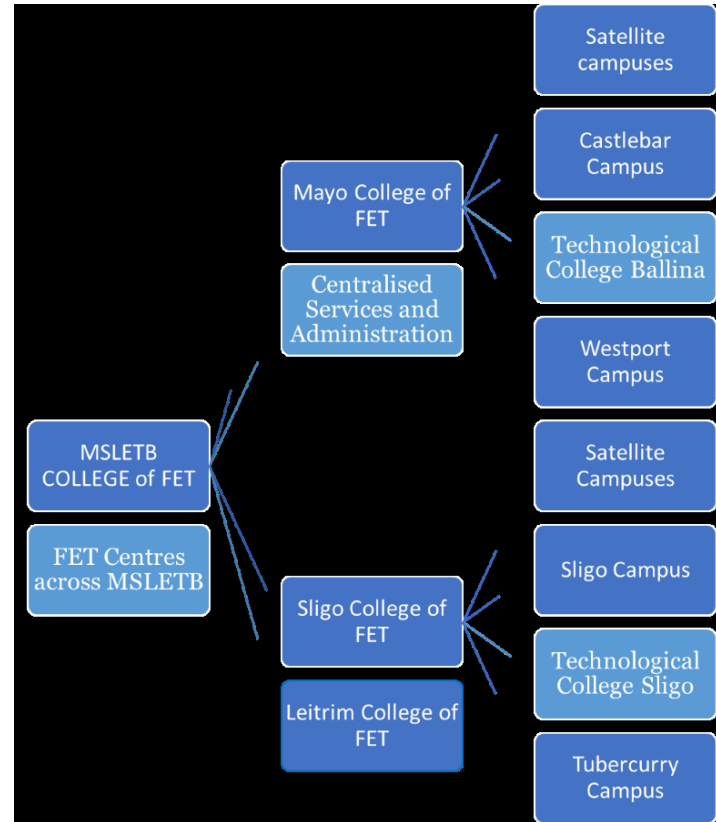 Satellite
campuses
Castlebar
Campus
Mayo College of
FET
Technological
College Ballina
Centralised
Services and
Administration
Westport
Campus
MSLETB
COLLEGE of FET
Satellite
Campuses
FET Centres
across MSLETB
Sligo Campus
Sligo College of
FET
Technological
College Sligo
Leitrim College of
FET
Tubercurry
Campus